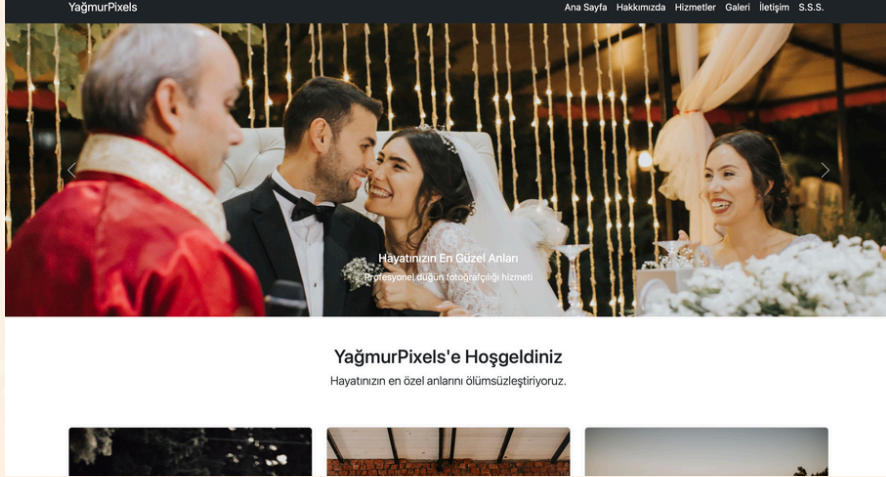 YağmurPixels
Ana Sayfa Hakkımızda Hizmetler Galeri İletişim S.S.S.
Hayatınızın En Güzel Anları
Profesyonel düğün fotoğrafçılığı hizmeti
YağmurPixels'e Hoşgeldiniz
Hayatınızın en özel anlarını ölümsüzleştiriyoruz.